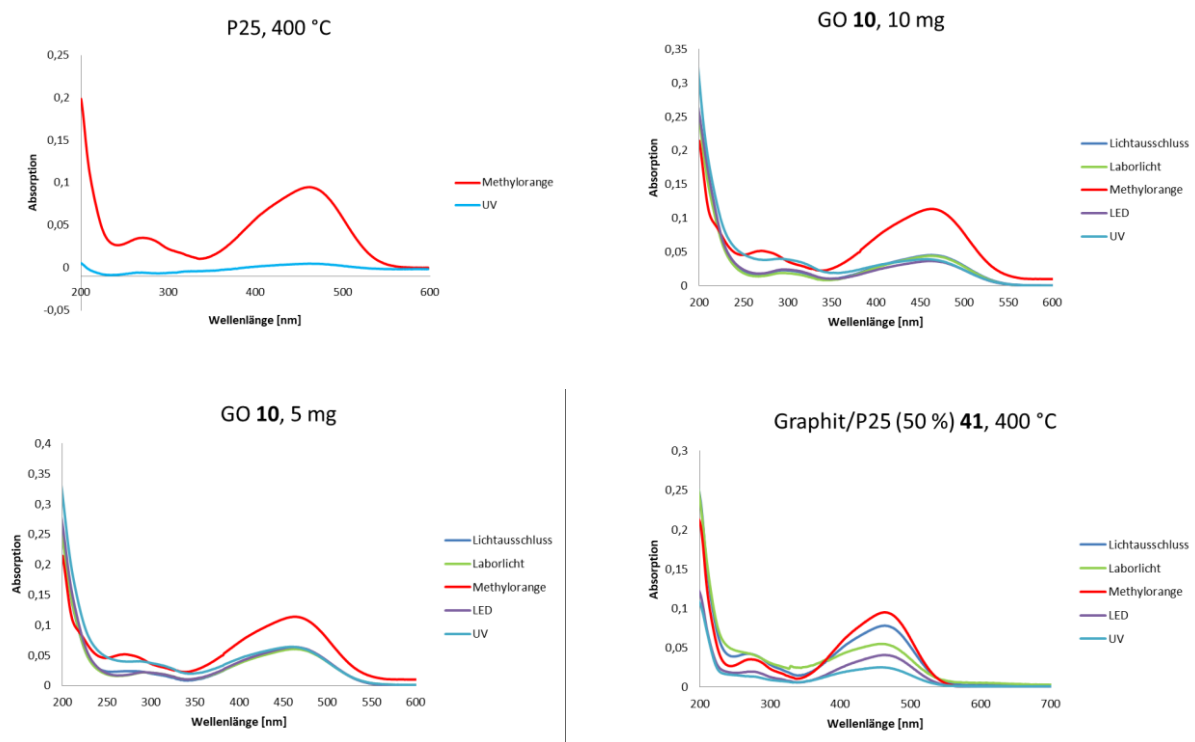 P25, 400 °C
0,25
0,2
0,15
0,1
0,05
0
-0,05
200
300
400
500
600
Absorption
Wellenlänge [nm]
Methylorange
UV
GO 10, 10 mg
0,35
0,3
0,25
0,2
0,15
0,1
0,05
0
200
250
300
350
400
450
500
550
600
Absorption
Wellenlänge [nm]
Lichtausschluss
Laborlicht
Methylorange
LED
UV
GO 10, 5 mg
0,4
0,35
0,3
0,25
0,2
0,15
0,1
0,05
0
200
250
300
350
400
450
500
550
600
Absorption
Wellenlänge [nm]
Lichtausschluss
Laborlicht
Methylorange
LED
UV
Graphit/P25 (50 %) 41, 400 °C
0,3
0,25
0,2
0,15
0,1
0,05
0
200
300
400
500
600
700
Absorption
Wellenlänge [nm]
Lichtausschluss
Laborlicht
Methylorange
LED
UV